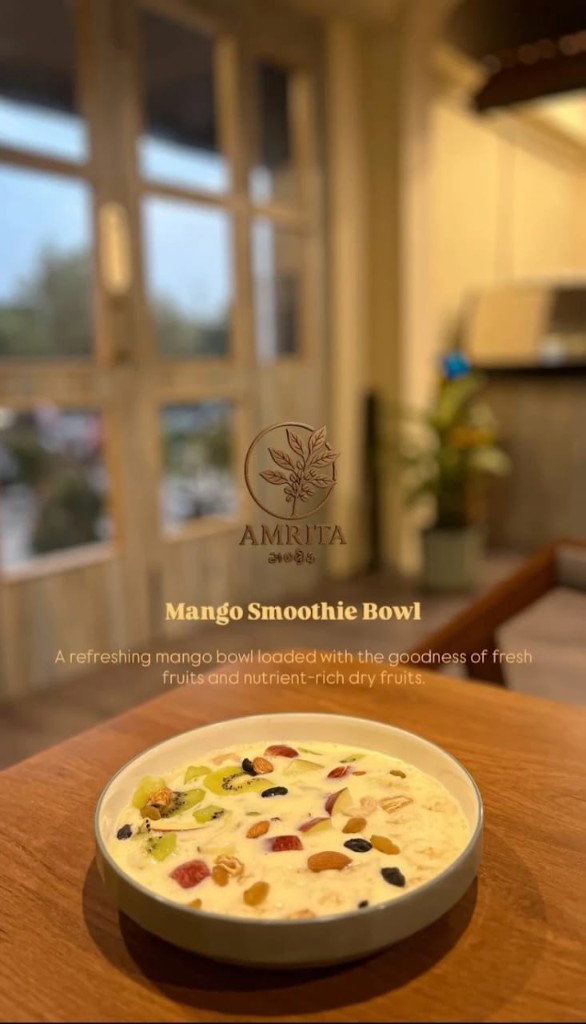 AMRITA
Mango Smoothie Bowl
A refreshing mango bowl loaded with the goodness of fresh
fruits and nutrient-rich dry fruits.